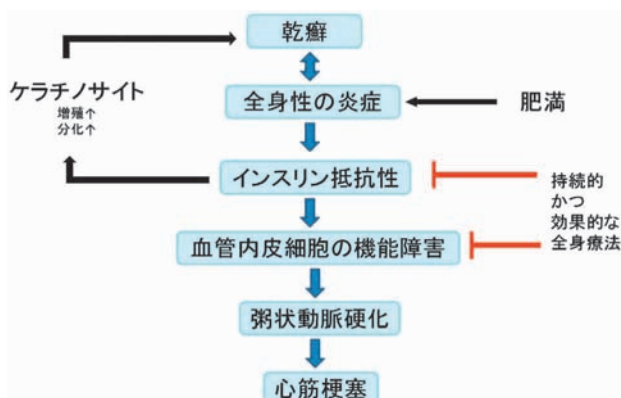 乾癬
ケラチノサイト
増殖↑
分化↑
全身性の炎症
肥満
インスリン抵抗性
持続的
かつ
効果的な
全身療法
血管内皮細胞の機能障害
粥状動脈硬化
心筋梗塞